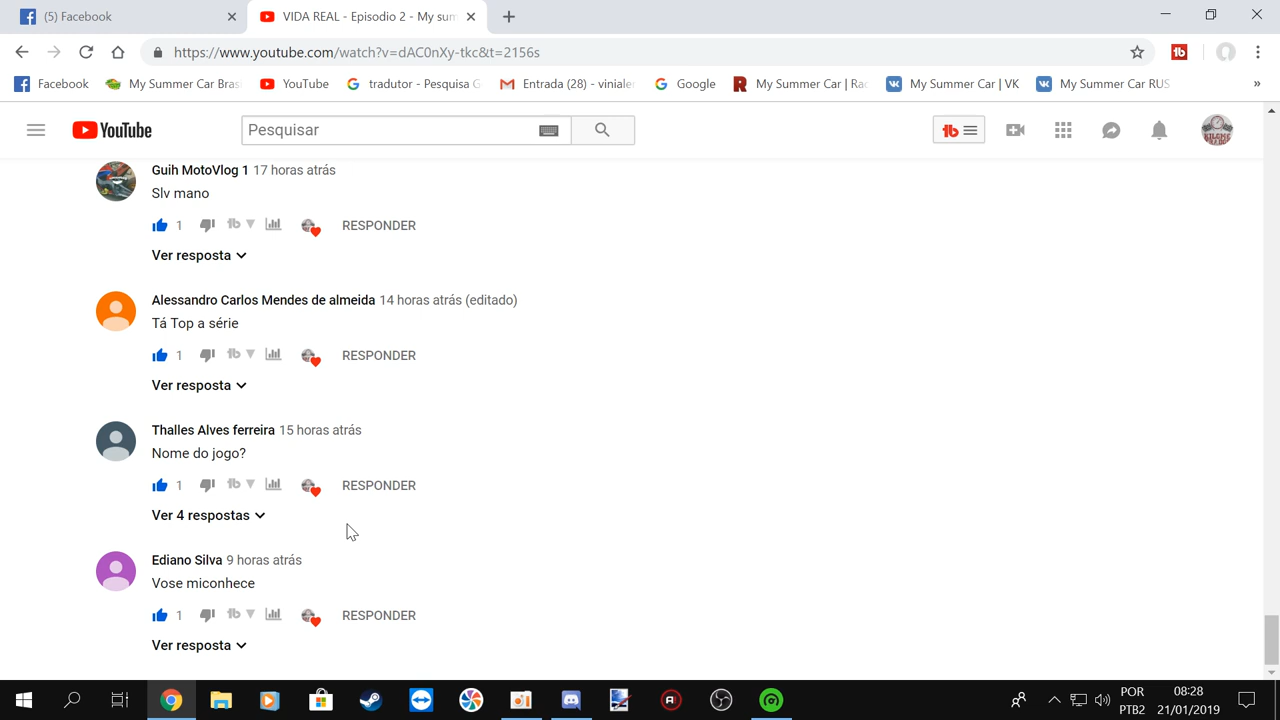 (5) Facebook
VIDA REAL - Episodio 2 - My sum
https://www.youtube.com/watch?v=dAC0nXy-tkc&t=2156s
Facebook My Summer Car Bras YouTube tradutor - Pesquisa G Entrada (28) - viniale Google My Summer Car | Ra My Summer Car | VK My Summer Car RUS »
YouTube
Pesquisar
Guih MotoVlog 1 17 horas atrás
Slv mano
1 RESPONDER
Ver resposta
Alessandro Carlos Mendes de almeida 14 horas atrás (editado)
Tá Top a série
1 RESPONDER
Ver resposta
Thalles Alves ferreira 15 horas atrás
Nome do jogo?
1 RESPONDER
Ver 4 respostas
Ediano Silva 9 horas atrás
Vose miconhece
1 RESPONDER
Ver resposta
POR
PTB2
08:28
21/01/2019